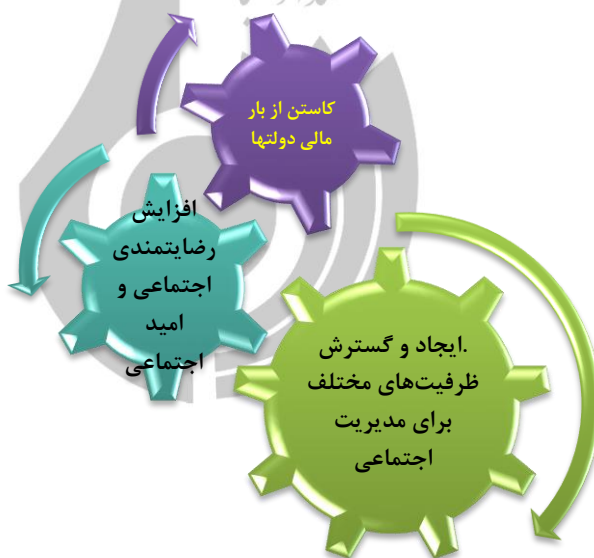 کاستن از بار
مالی دولتها
افزایش
رضایتمندی
اجتماعی و
امید
اجتماعی
.ایجاد و گسترش
ظرفیت‌های مختلف
برای مدیریت
اجتماعی